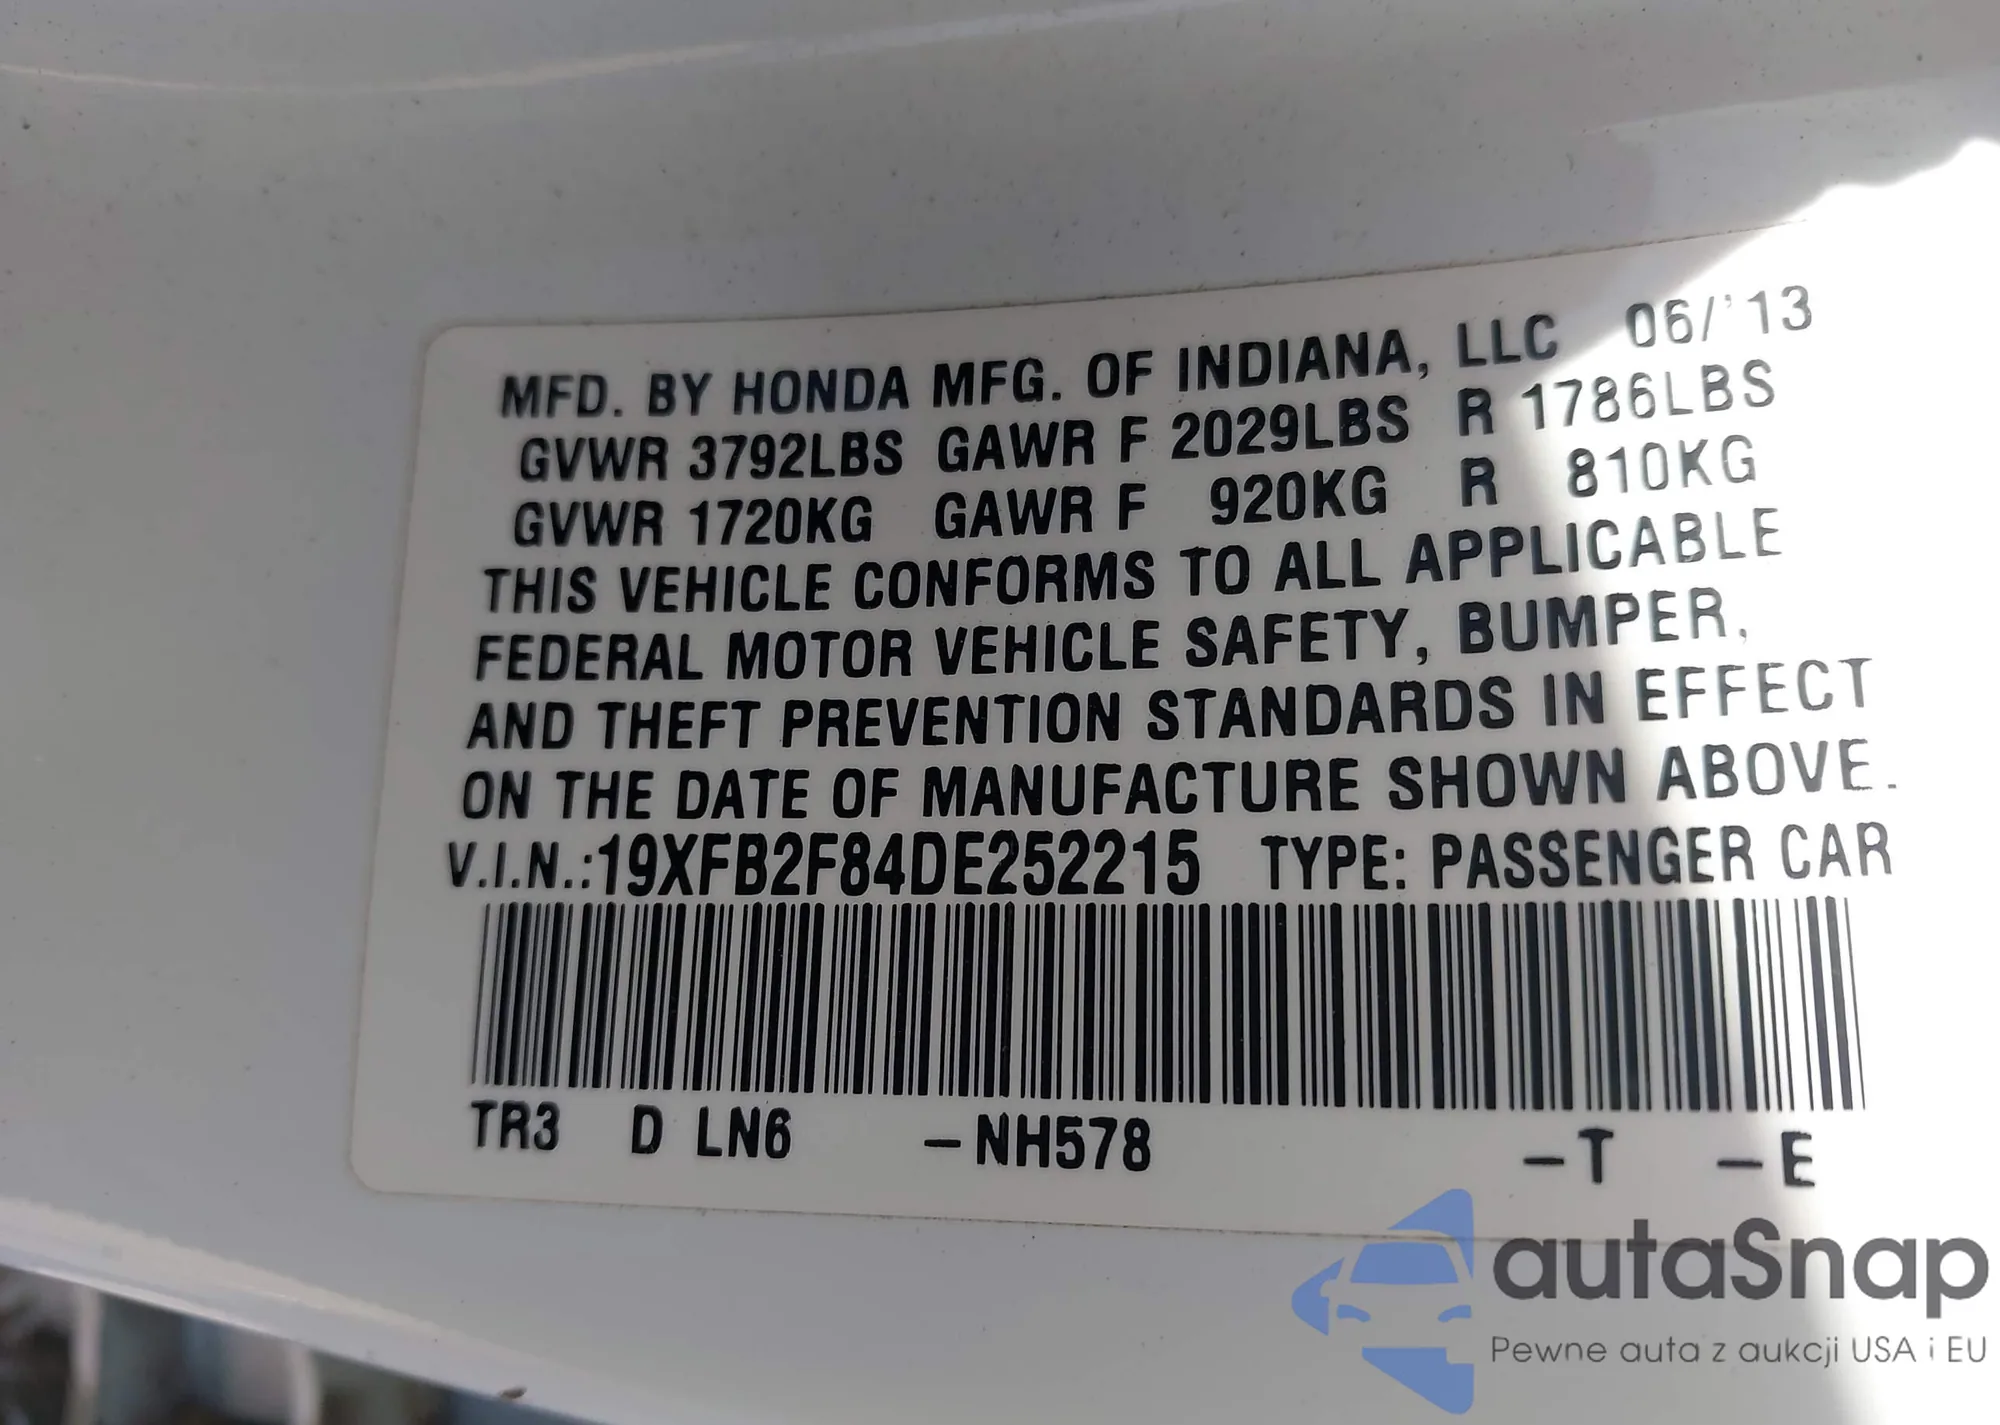 MFD. BY HONDA MFG. OF INDIANA, LLC 06/'13
GVWR 3792LBS GAWR F 2029LBS R 1786LBS
GVWR 1720KG GAWR F 920KG R 810KG
THIS VEHICLE CONFORMS TO ALL APPLICABLE
FEDERAL MOTOR VEHICLE SAFETY, BUMPER,
AND THEFT PREVENTION STANDARDS IN EFFECT
ON THE DATE OF MANUFACTURE SHOWN ABOVE.
V.I.N.:19XFB2F84DE252215 TYPE: PASSENGER CAR
TR3 D LN6 -NH578 -T -E
autaSnap
Pewne auta z aukcji USA i EU